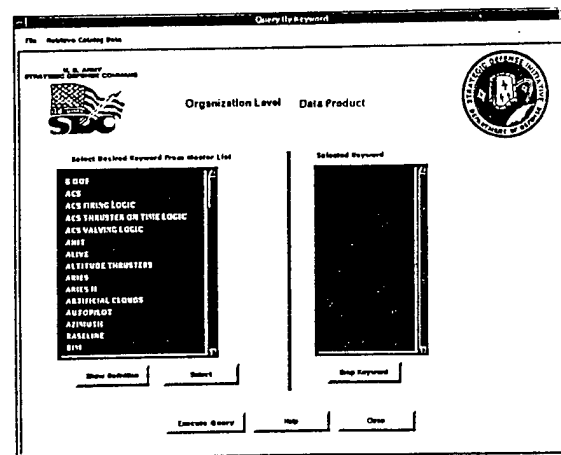 Query By Keyword
File Retrieve Catalog Data
U. S. ARMY
STRATEGIC DEFENSE COMMAND
SDC
STRATEGIC DEFENSE INITIATIVE
DEPARTMENT OF DEFENSE
Organization Level Data Product
Select Desired Keyword From Master List
Selected Keyword
6 DOF
ACS
ACS FIRING LOGIC
ACS THRUSTER ON TIME LOGIC
ACS VALVING LOGIC
ALIVE
ALTITUDE THRUSTERS
ARIES
ARIES II
ARTIFICIAL CLOUDS
AUTOPILOT
AZIMUTH
BASELINE
Show Definition
Select
Drop Keyword
Execute Query
Help
Close